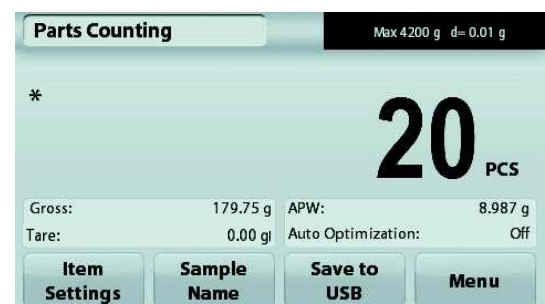 Parts Counting Max 4200 g d= 0.01 g
*
20 PCS
Gross: 179.75 g APW: 8.987 g
Tare: 0.00 g Auto Optimization: Off
Item Settings Sample Name Save to USB Menu